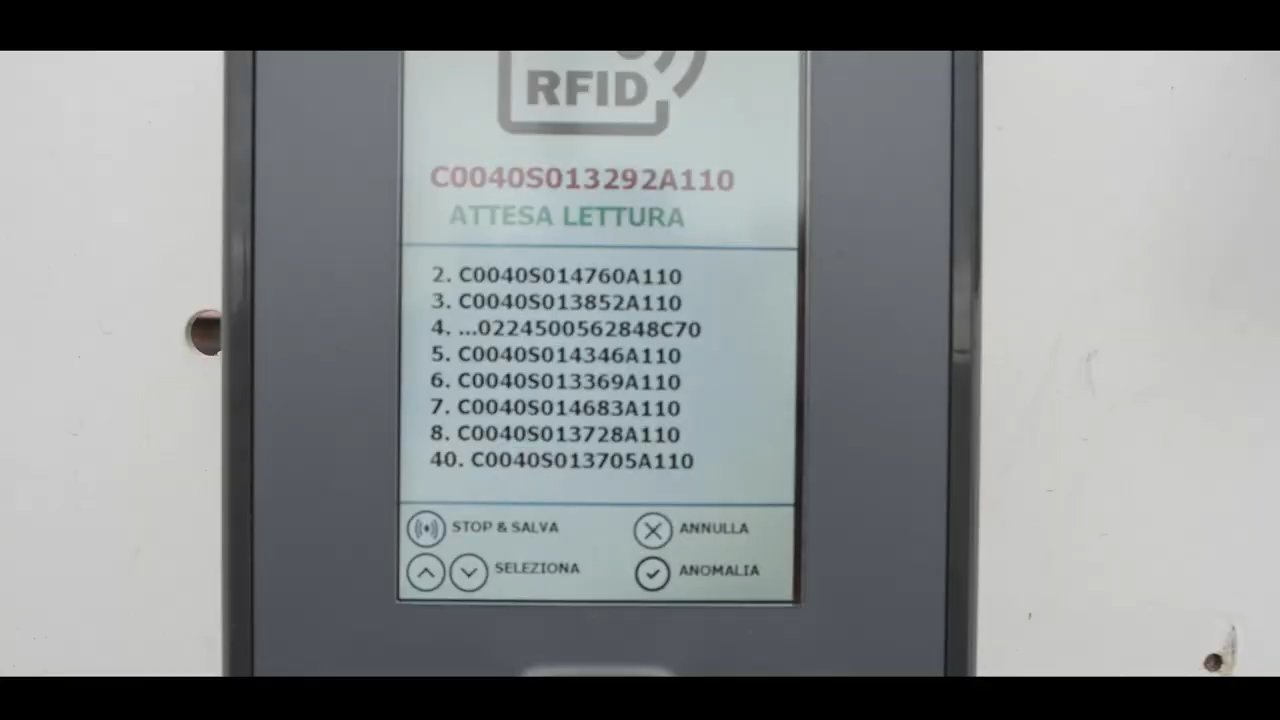 RFID
C0040S013292A110
ATTESA LETTURA
2. C0040S014760A110
3. C0040S013852A110
4. ...0224500562848C70
5. C0040S014346A110
6. C0040S013369A110
7. C0040S014683A110
8. C0040S013728A110
40. C0040S013705A110
STOP & SALVA
ANNULLA
SELEZIONA
ANOMALIA